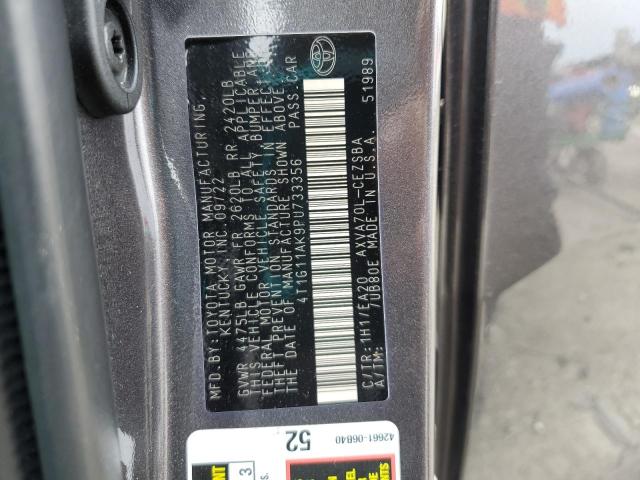 MFD.BY:TOYOTA MOTOR MANUFACTURING,
KENTUCKY, INC. 09/22
GVWR 4475LB GAWR FR 2620LB RR 2420LB
THIS VEHICLE CONFORMS TO ALL APPLICABLE
FEDERAL MOTOR VEHICLE SAFETY, BUMPER, AND
THEFT PREVENTION STANDARDS IN EFFECT ON
THE DATE OF MANUFACTURE SHOWN ABOVE.
4T1G11AK9PU733356 PASS.CAR
C/TR:1H1/EA20 AXVA70L-CEZSBA
A/TM: /UB80E MADE IN U.S.A. 51989
52
42661-06B40
3